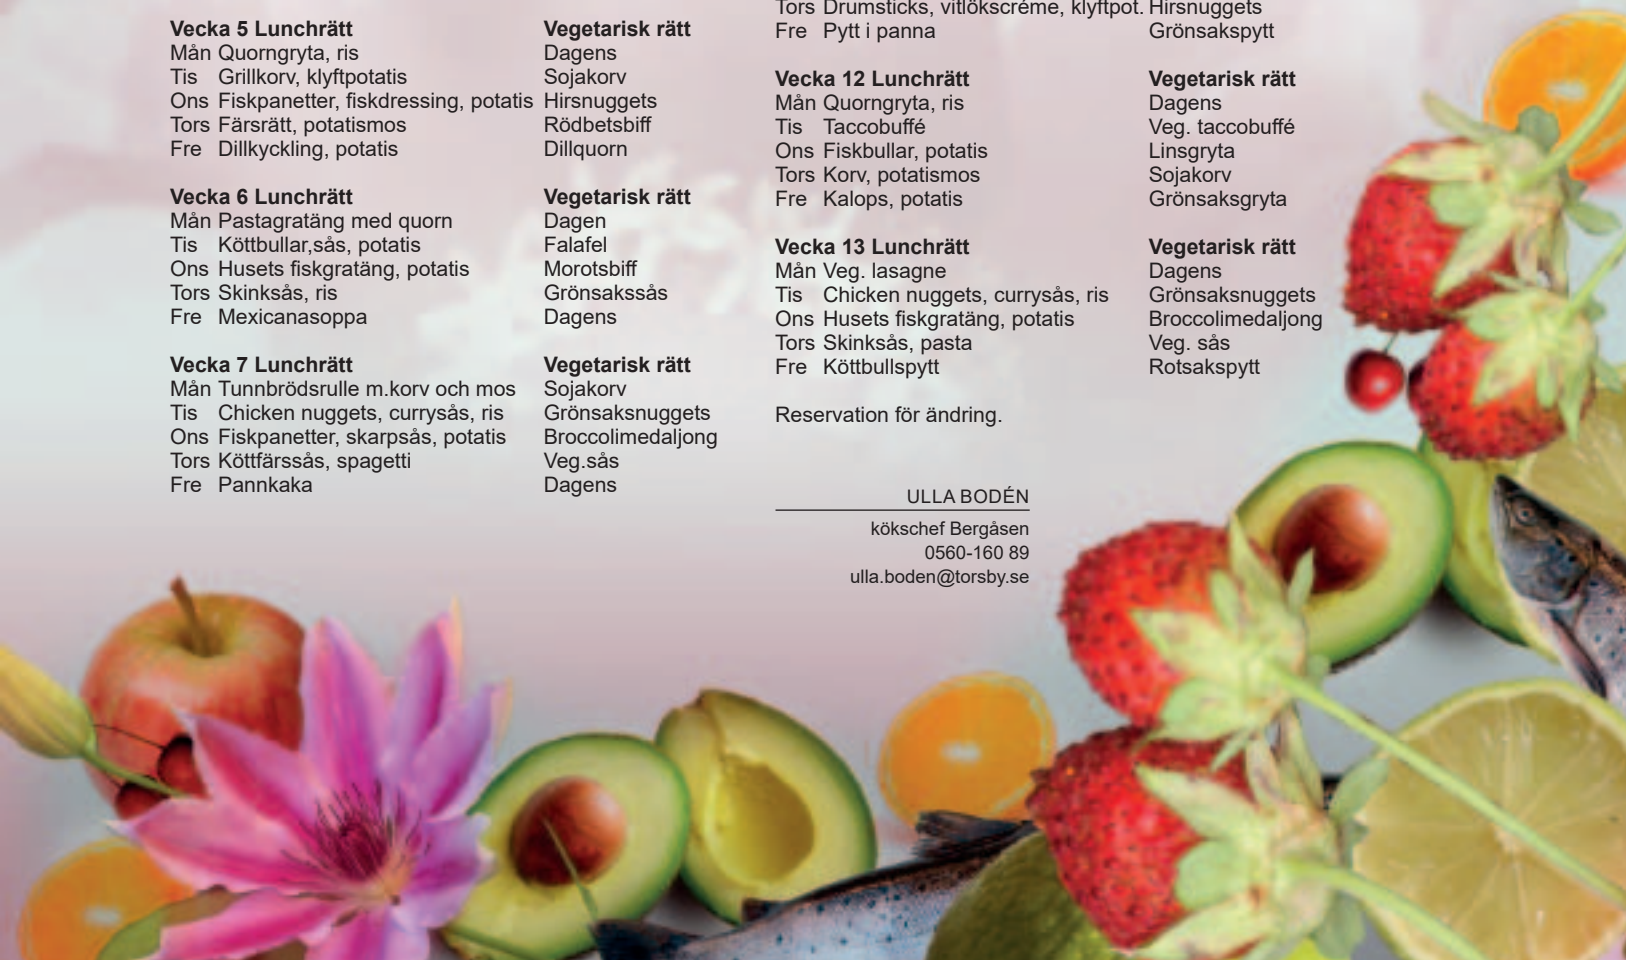 Vecka 5 Lunchrätt Vegetarisk rätt
Mån Quorngryta, ris Dagens
Tis Grillkorv, klyftpotatis Sojakorv
Ons Fiskpanetter, fiskdressing, potatis Hirsnuggets
Tors Färsrätt, potatismos Rödbetsbiff
Fre Dillkyckling, potatis Dillquorn
Vecka 6 Lunchrätt Vegetarisk rätt
Mån Pastagratäng med quorn Dagen
Tis Köttbullar,sås, potatis Falafel
Ons Husets fiskgratäng, potatis Morotsbiff
Tors Skinksås, ris Grönsakssås
Fre Mexicanasoppa Dagens
Vecka 7 Lunchrätt Vegetarisk rätt
Mån Tunnbrödsrulle m.korv och mos Sojakorv
Tis Chicken nuggets, currysås, ris Grönsaksnuggets
Ons Fiskpanetter, skarpsås, potatis Broccolimedaljong
Tors Köttfärssås, spagetti Veg.sås
Fre Pannkaka Dagens
Tors Drumsticks, vitlökscréme, klyftpot. Hirsnuggets
Fre Pytt i panna Grönsakspytt
Vecka 12 Lunchrätt Vegetarisk rätt
Mån Quorngryta, ris Dagens
Tis Taccobuffé Veg. taccobuffé
Ons Fiskbullar, potatis Linsgryta
Tors Korv, potatismos Sojakorv
Fre Kalops, potatis Grönsaksgryta
Vecka 13 Lunchrätt Vegetarisk rätt
Mån Veg. lasagne Dagens
Tis Chicken nuggets, currysås, ris Grönsaksnuggets
Ons Husets fiskgratäng, potatis Broccolimedaljong
Tors Skinksås, pasta Veg. sås
Fre Köttbullspytt Rotsakspytt
Reservation för ändring.
ULLA BODÉN
kökschef Bergåsen
0560-160 89
ulla.boden@torsby.se